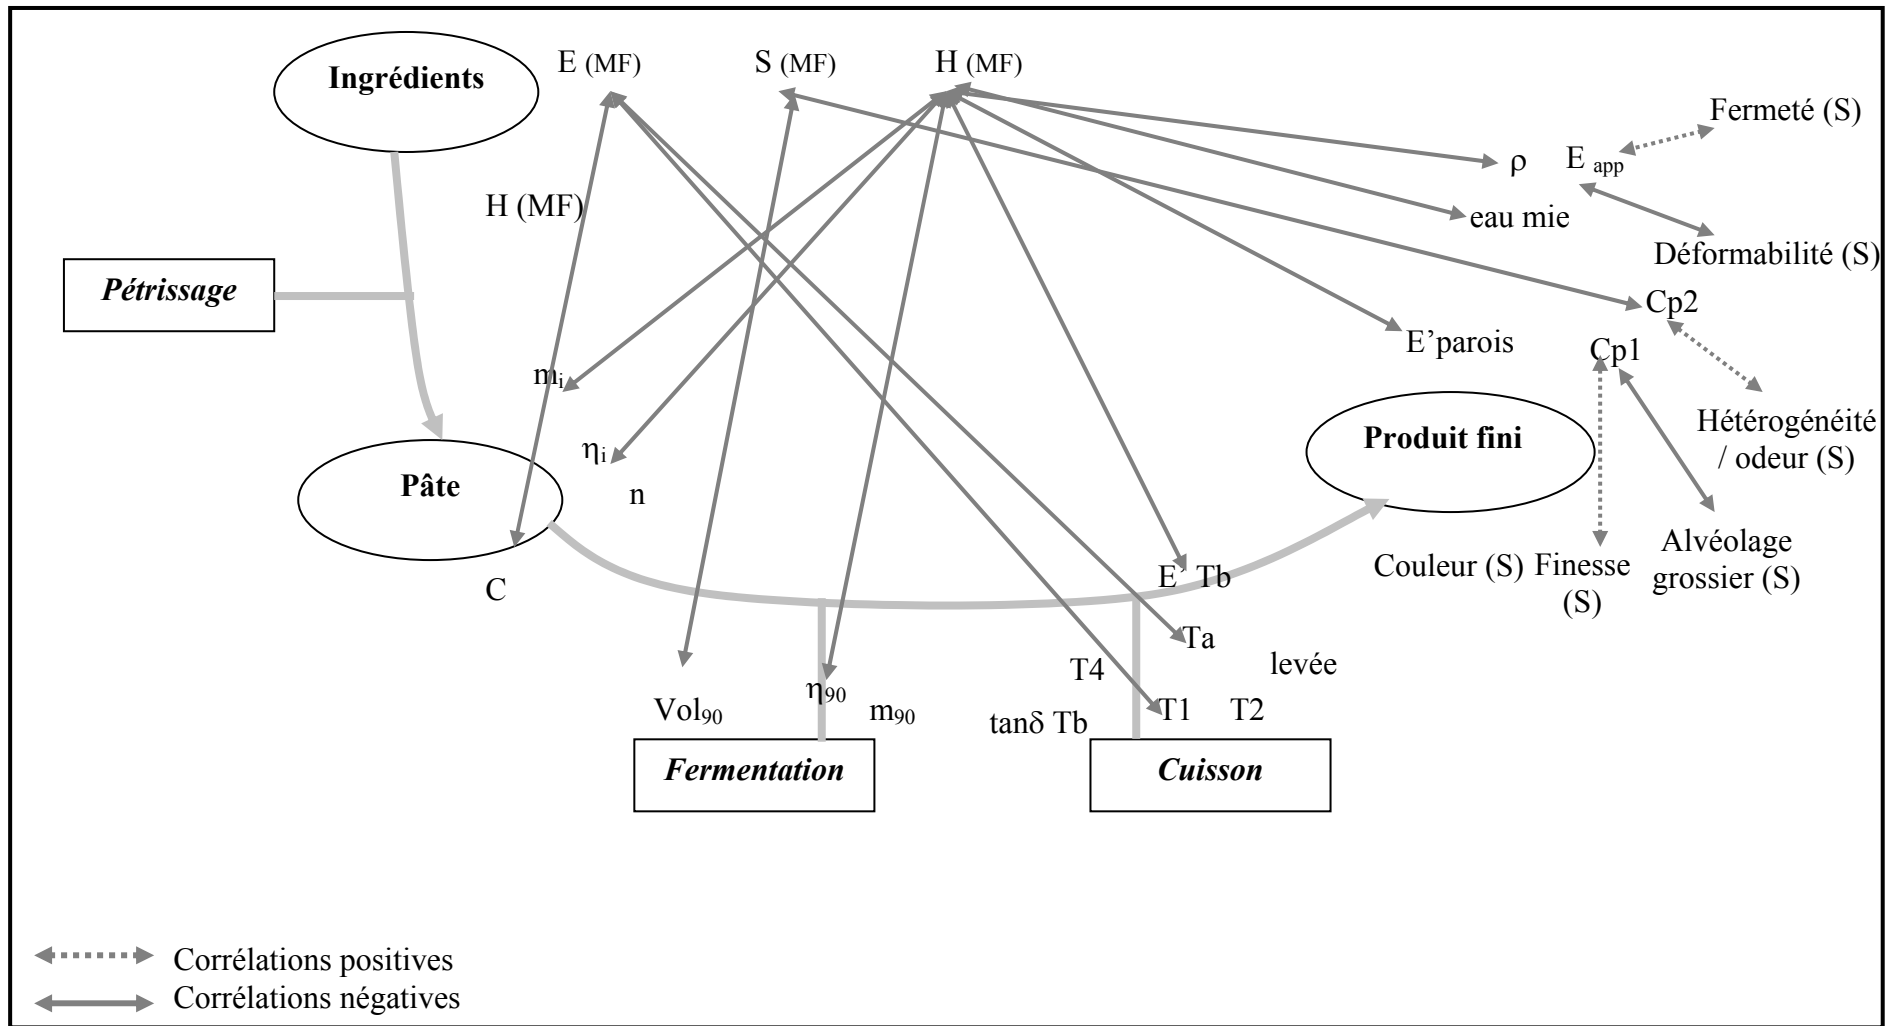 Ingrédients
E (MF)
S (MF)
H (MF)
Fermeté (S)
ρ
E app
H (MF)
eau mie
Déformabilité (S)
Pétrissage
Cp2
E’parois
Cp1
mi
Hétérogénéité
/ odeur (S)
Produit fini
ηi
Pâte
n
Alvéolage
grossier (S)
Couleur (S)
Finesse
(S)
E’ Tb
C
Ta
levée
T4
η90
Vol90
m90
tanδ Tb
T1
T2
Fermentation
Cuisson
Corrélations positives
Corrélations négatives